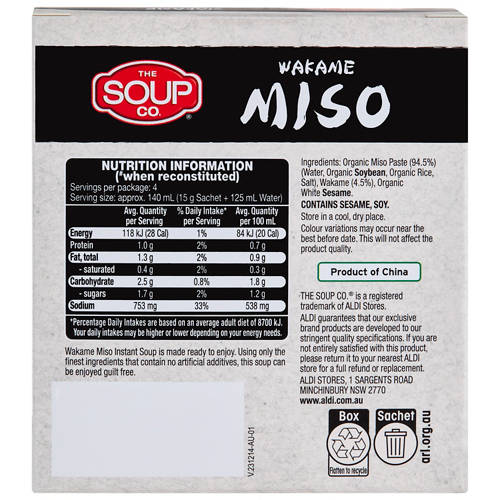 THE
SOUP
CO.®
WAKAME
MISO
NUTRITION INFORMATION
(*when reconstituted)
Servings per package: 4
Serving size: approx. 140 mL (15 g Sachet + 125 mL Water)
Avg. Quantity per Serving % Daily Intake* per Serving Avg. Quantity per 100 mL
Energy 118 kJ (28 Cal) 1% 84 kJ (20 Cal)
Protein 1.0 g 2% 0.7 g
Fat, total 1.3 g 2% 0.9 g
- saturated 0.4 g 2% 0.3 g
Carbohydrate 2.5 g 0.8% 1.8 g
- sugars 1.7 g 2% 1.2 g
Sodium 753 mg 33% 538 mg
*Percentage Daily Intakes are based on an average adult diet of 8700 kJ.
Your daily intakes may be higher or lower depending on your energy needs.
Wakame Miso Instant Soup is made ready to enjoy. Using only the
finest ingredients that contain no artificial additives, this soup can
be enjoyed guilt free.
Ingredients: Organic Miso Paste (94.5%)
(Water, Organic Soybean, Organic Rice,
Salt), Wakame (4.5%), Organic
White Sesame.
CONTAINS SESAME, SOY.
Store in a cool, dry place.
Colour variations may occur near the
best before date. This will not affect the
product quality.
Product of China
THE SOUP CO.® is a registered
trademark of ALDI Stores.
ALDI guarantees that our exclusive
brand products are developed to our
stringent quality specifications. If you are
not entirely satisfied with this product,
please return it to your nearest ALDI
store for a full refund or replacement.
ALDI STORES, 1 SARGENTS ROAD
MINCHINBURY NSW 2770
www.aldi.com.au
Box
Flatten to recycle
Sachet
arl.org.au
V.231214-AU-01